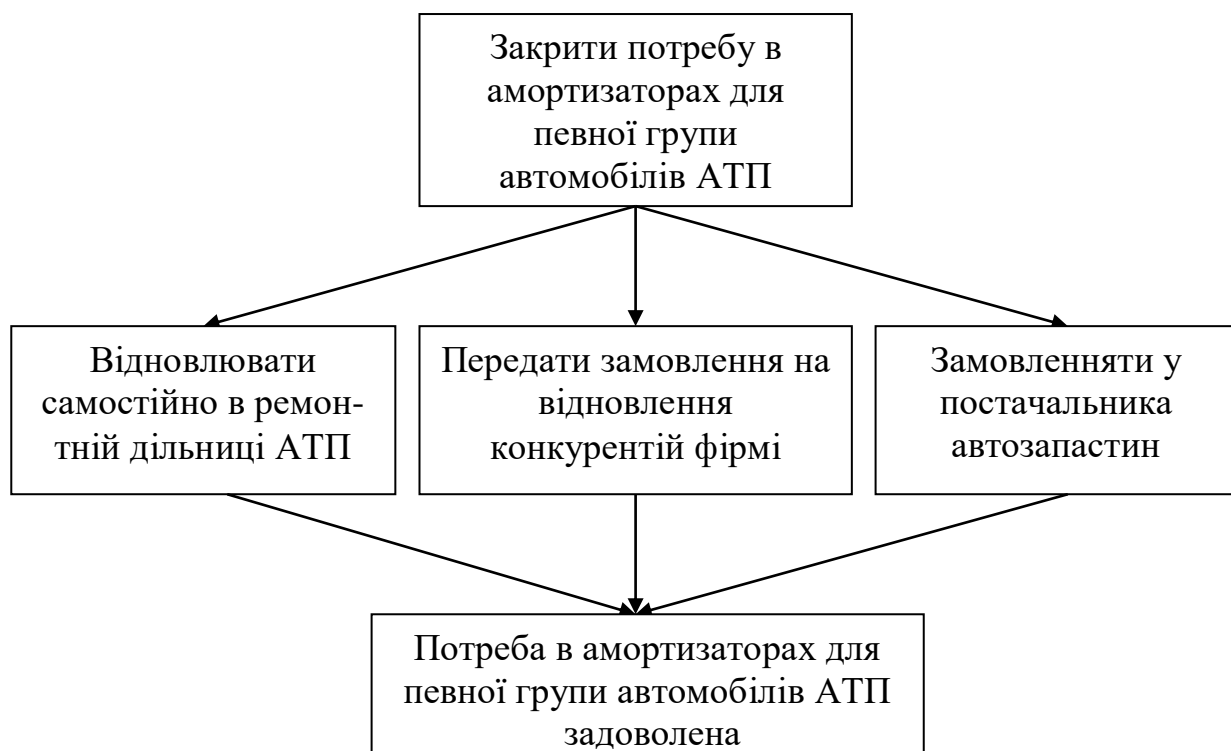 Закрити потребу в
амортизаторах для
певної групи
автомобілів АТП
Відновлювати
самостійно в ремон-
тній дільниці АТП
Передати замовлення на
відновлення
конкурентій фірмі
Замовленняти у
постачальника
автозапастин
Потреба в амортизаторах для
певної групи автомобілів АТП
задоволена